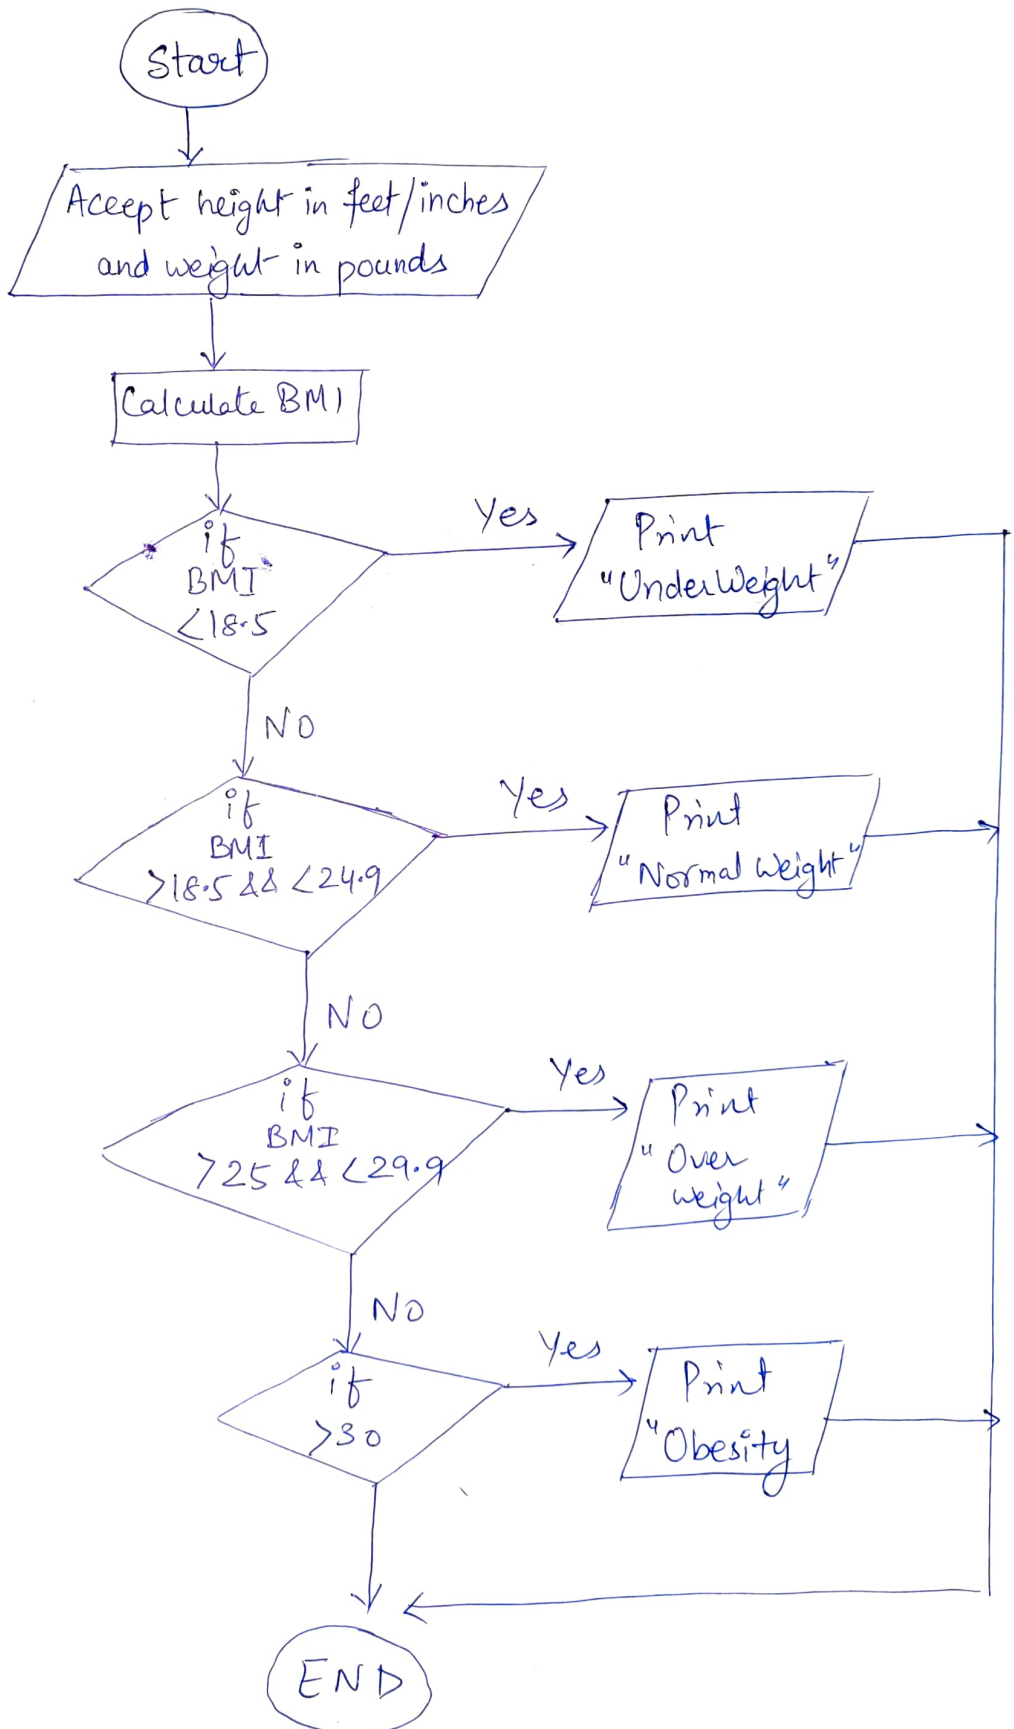 Start
Accept height in feet/inches
and weight in pounds
Calculate BMI
if
BMI
<18.5
Yes
Print
"UnderWeight"
NO
if
BMI
>18.5 && <24.9
Yes
Print
"Normal Weight"
NO
if
BMI
>25 && <29.9
Yes
Print
"Over
weight"
NO
if
>30
Yes
Print
"Obesity
END